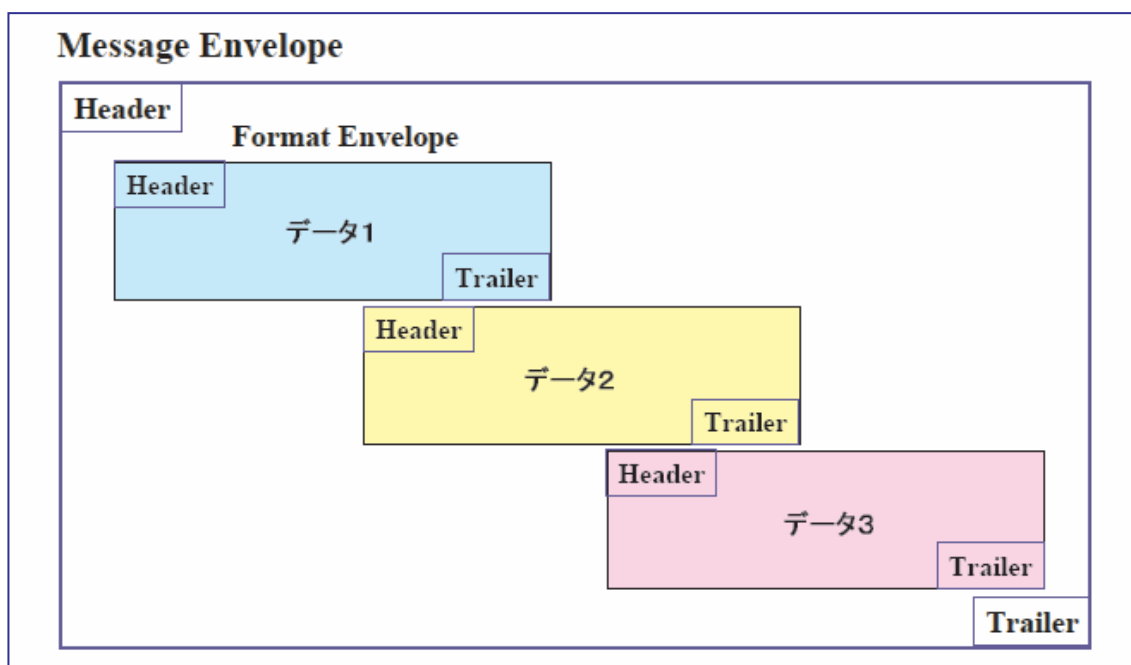 Message Envelope
Header
Format Envelope
Header
データ1
Trailer
Header
データ2
Trailer
Header
データ3
Trailer
Trailer